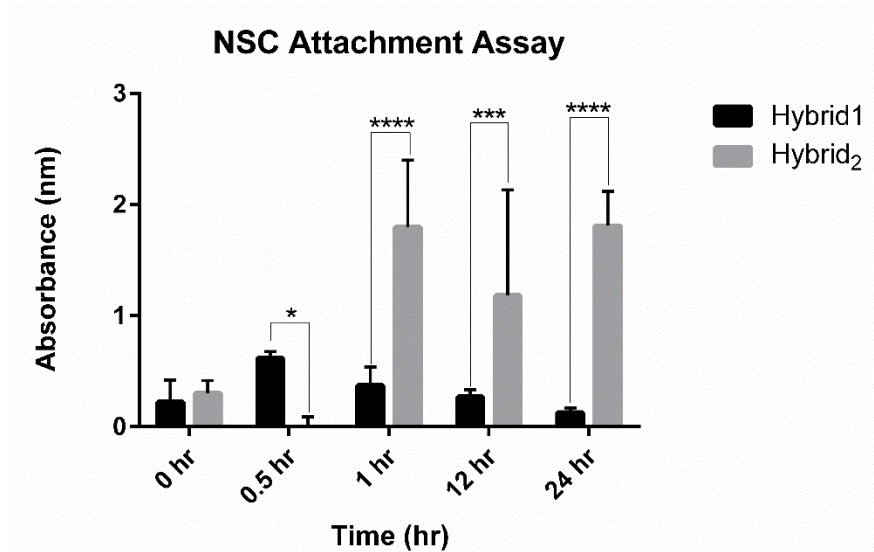 NSC Attachment Assay
Absorbance (nm)
3
2
1
0
*
****
***
****
Hybrid1
Hybrid₂
0 hr
0.5 hr
1 hr
12 hr
24 hr
Time (hr)